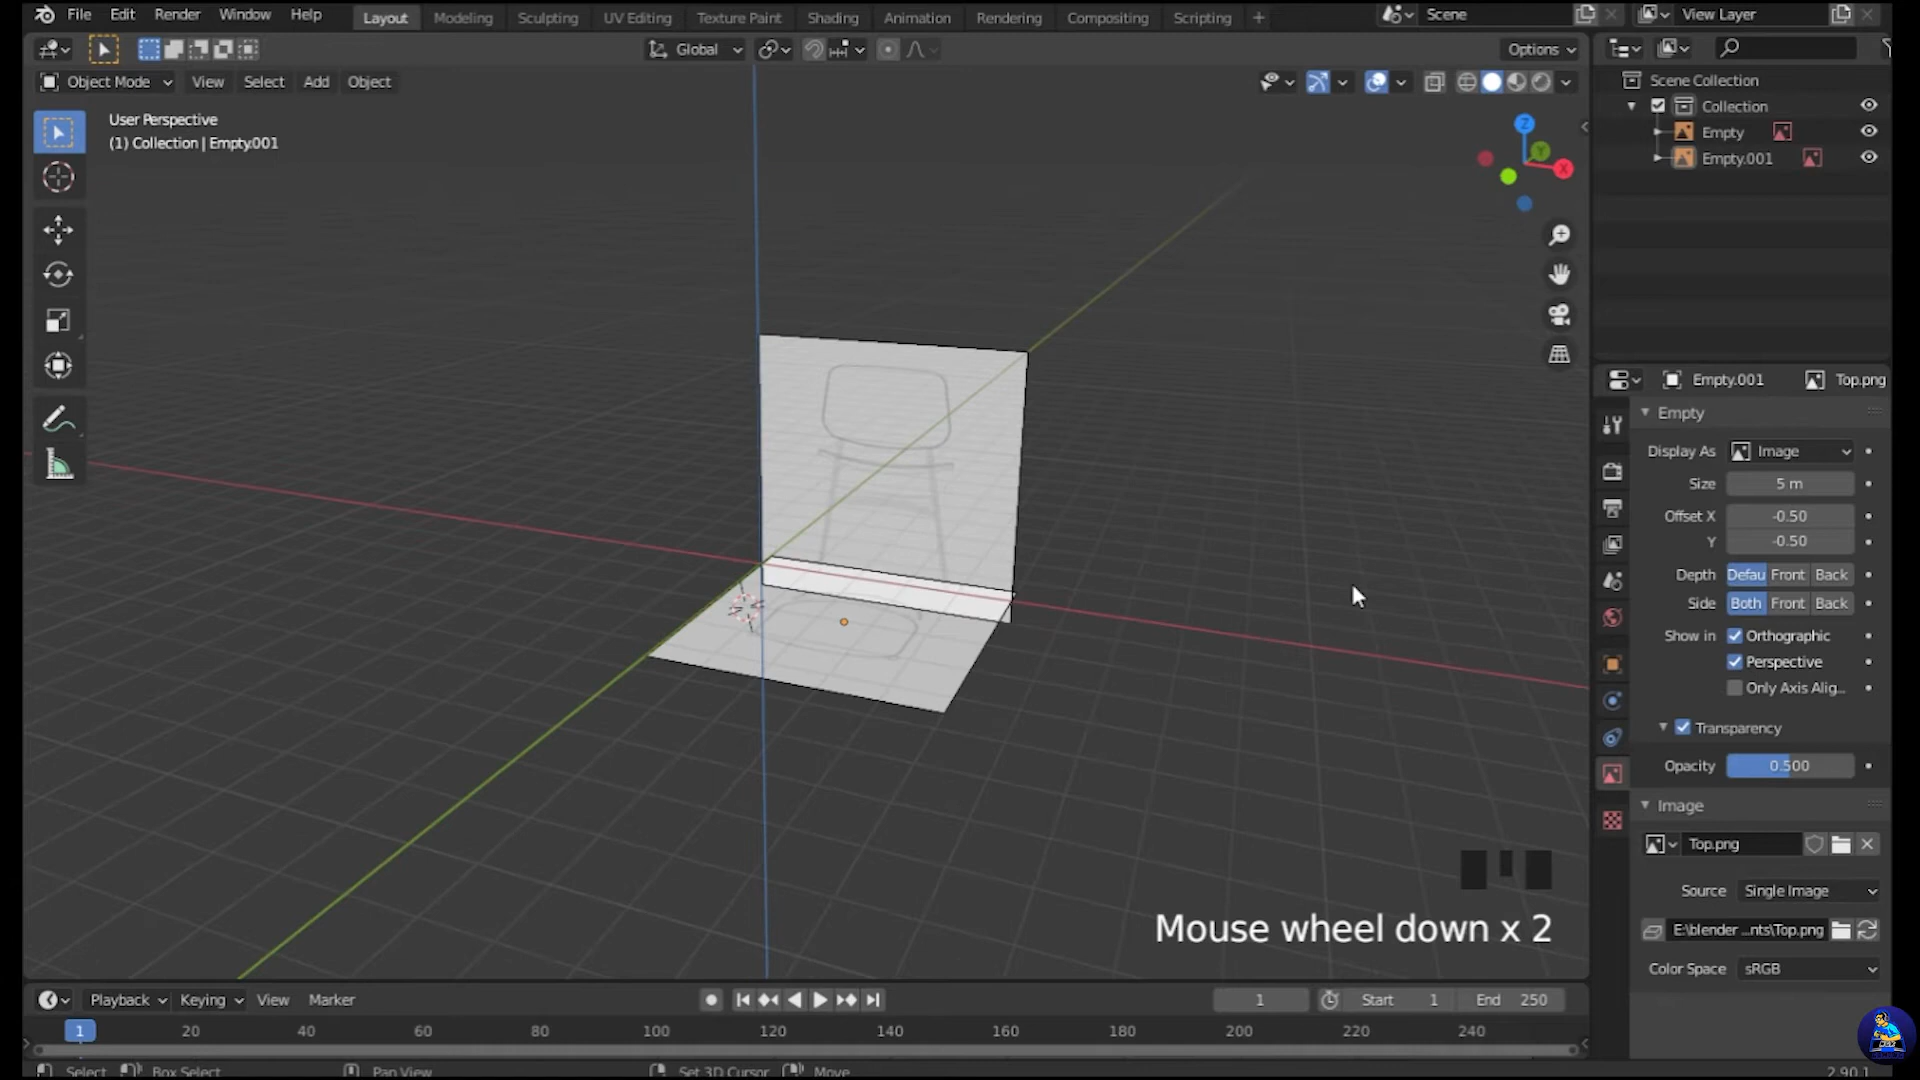 File Edit Render Window Help Layout Modeling Sculpting UV Editing Texture Paint Shading Animation Rendering Compositing Scripting + Scene View Layer
Global Options
Object Mode View Select Add Object
User Perspective
(1) Collection | Empty.001
Z
Y
X
Scene Collection
Collection
Empty
Empty.001
Empty.001 Top.png
Empty
Display As Image
Size 5 m
Offset X -0.50
Y -0.50
Depth Defau Front Back
Side Both Front Back
Show in Orthographic
Perspective
Only Axis Alig...
Transparency
Opacity 0.500
Image
Top.png
Source Single Image
E:\blender ...nts\Top.png
Color Space sRGB
Mouse wheel down x 2
Playback Keying View Marker 1 Start 1 End 250
1 20 40 60 80 100 120 140 160 180 200 220 240
Select Box Select Pan View Set 3D Cursor Move 2.90.1